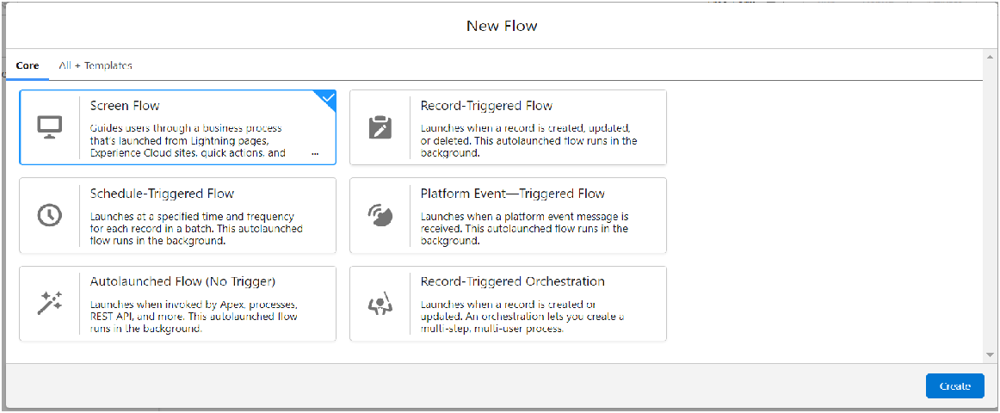 New Flow
Core
All + Templates
Screen Flow
Guides users through a business process
that's launched from Lightning pages,
Experience Cloud sites, quick actions, and
...
Record-Triggered Flow
Launches when a record is created, updated,
or deleted. This autolaunched flow runs in the
background.
Schedule-Triggered Flow
Launches at a specified time and frequency
for each record in a batch. This autolaunched
flow runs in the background.
Platform Event—Triggered Flow
Launches when a platform event message is
received. This autolaunched flow runs in the
background.
Autolaunched Flow (No Trigger)
Launches when invoked by Apex, processes,
REST API, and more. This autolaunched flow
runs in the background.
Record-Triggered Orchestration
Launches when a record is created or
updated. An orchestration lets you create a
multi-step, multi-user process.
Create